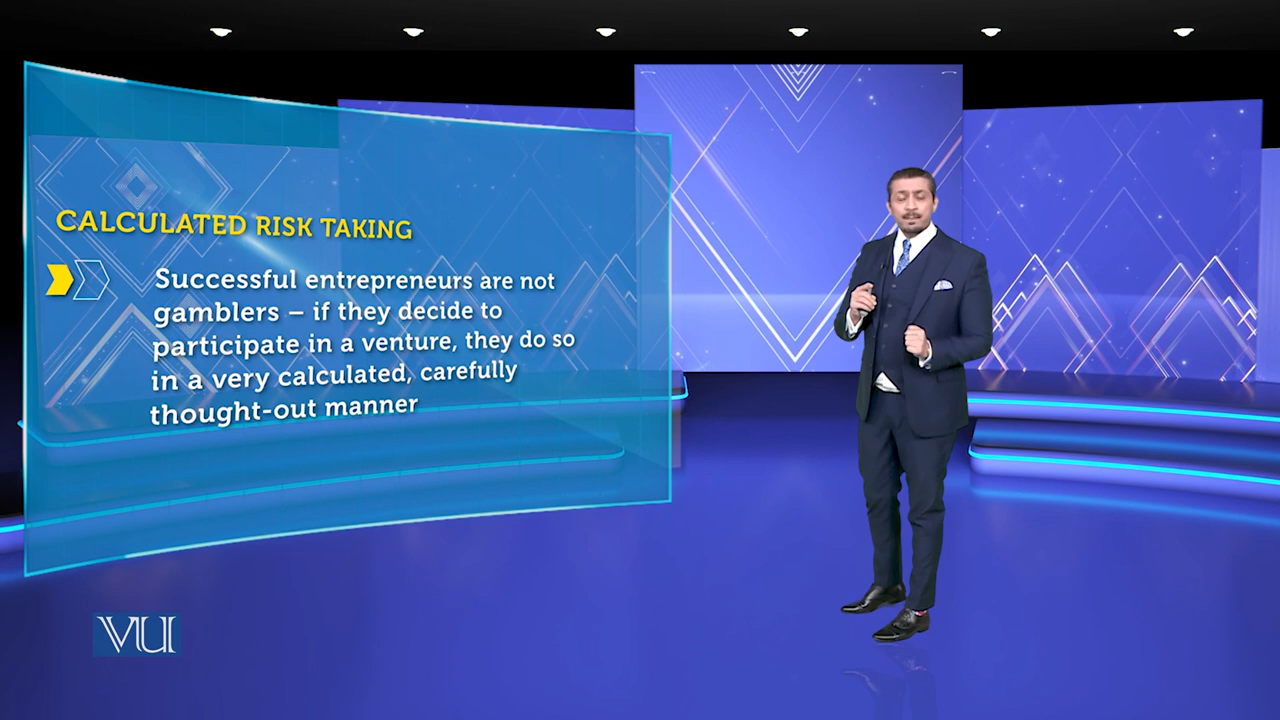 CALCULATED RISK TAKING
Successful entrepreneurs are not
gamblers – if they decide to
participate in a venture, they do so
in a very calculated, carefully
thought-out manner
VU